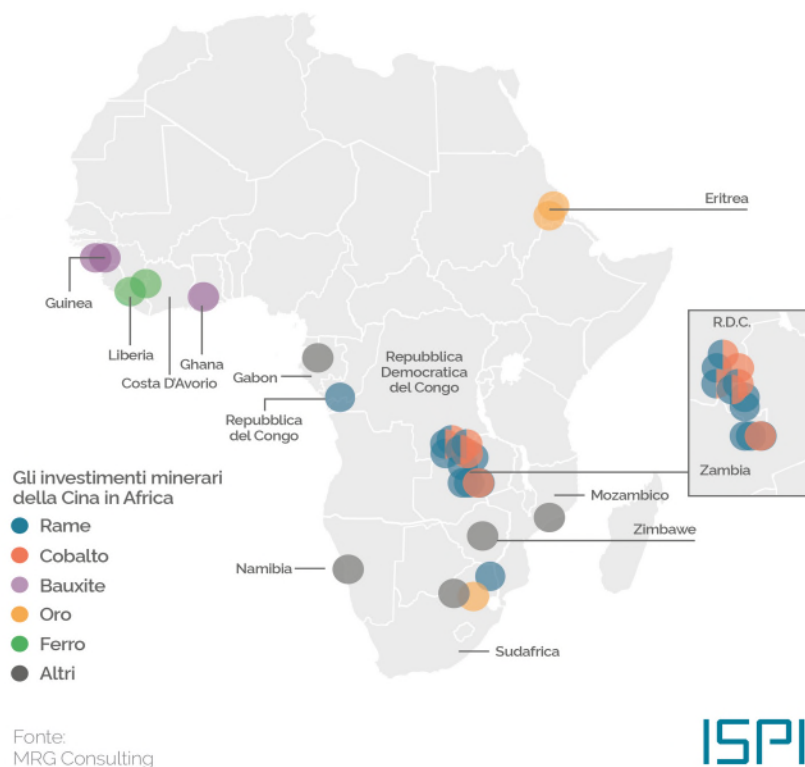 Eritrea
Guinea
Liberia
Ghana
Costa D'Avorio
Gabon
Repubblica
Democratica
del Congo
Repubblica
del Congo
R.D.C.
Zambia
Mozambico
Zimbawe
Namibia
Sudafrica
Gli investimenti minerari
della Cina in Africa
Rame
Cobalto
Bauxite
Oro
Ferro
Altri
Fonte:
MRG Consulting
ISPI